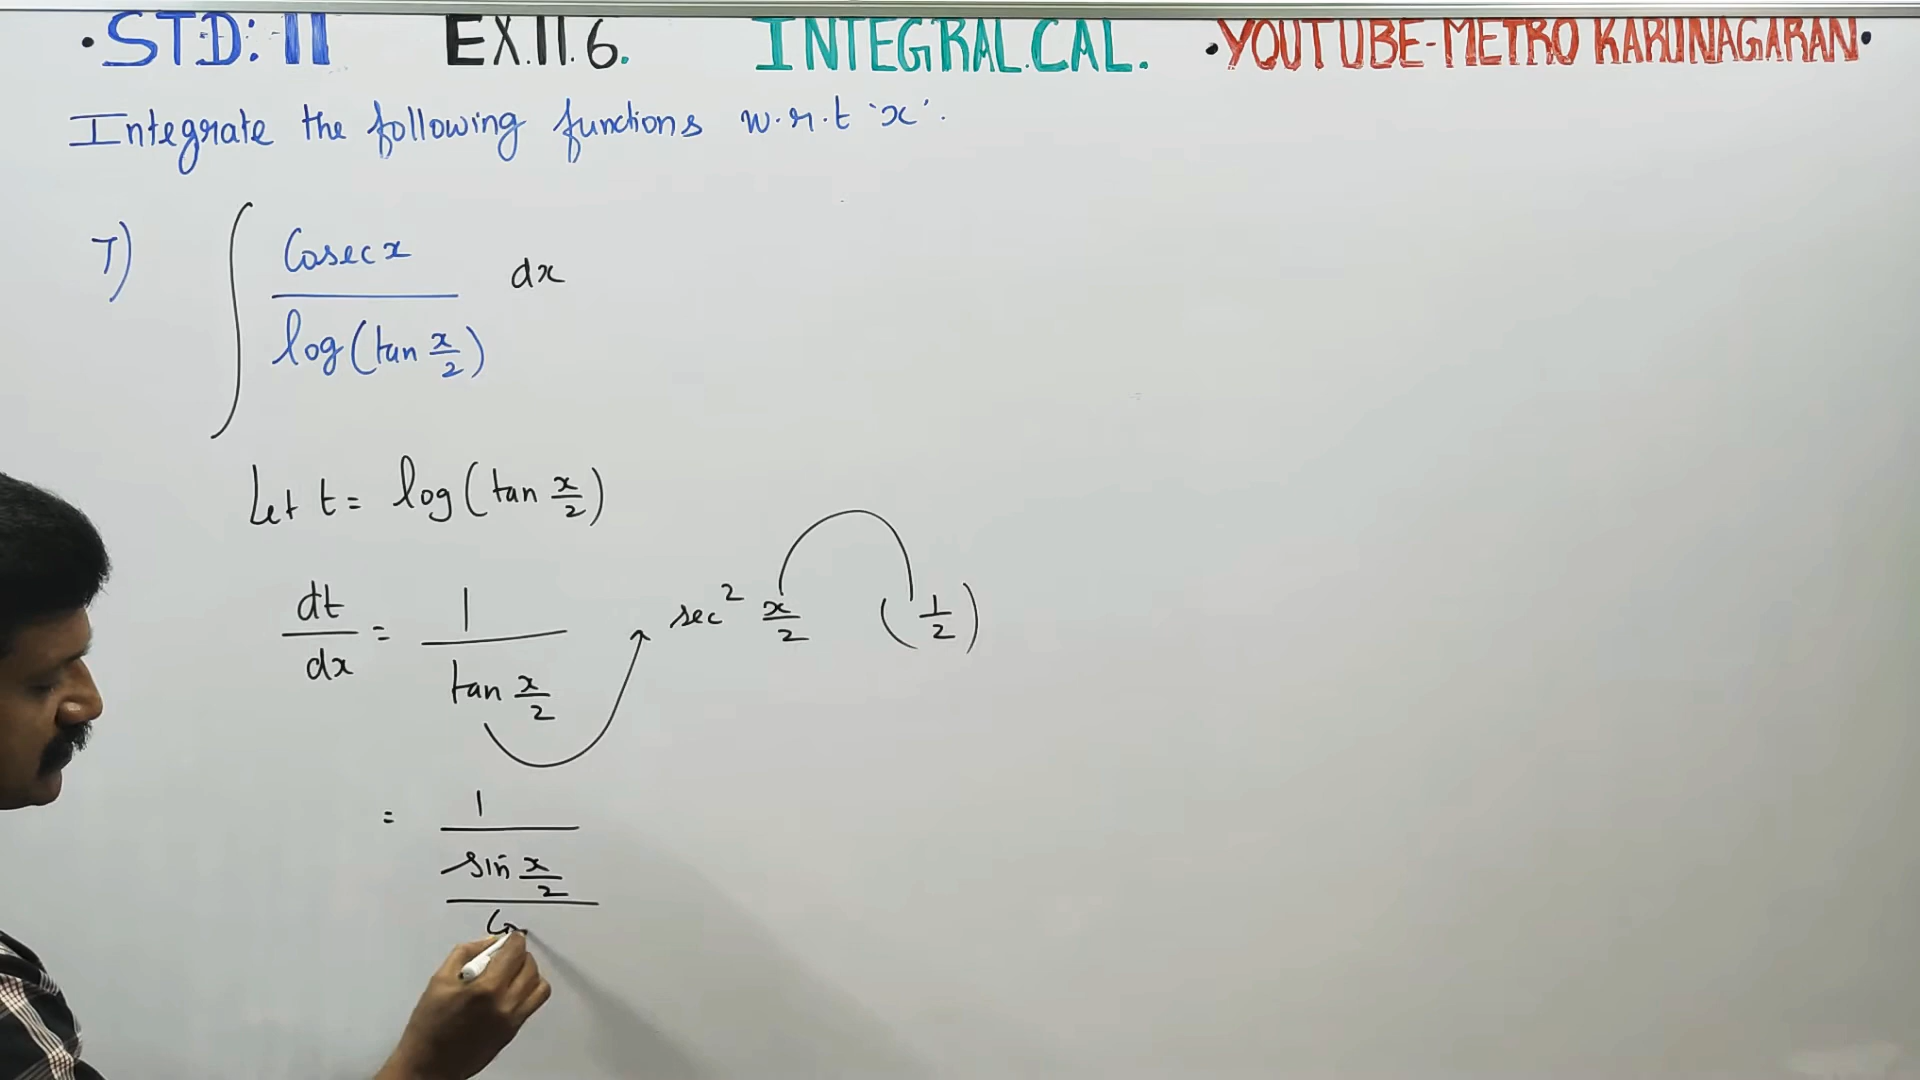 •STD: 11 EX.11.6. INTEGRAL.CAL. •YOUTUBE-METRO KARUNAGARAN•
Integrate the following functions w.r.t 'x'.
7) ∫ Cosec x / log(tan x/2) dx
Let t = log(tan x/2)
dt/dx = 1/(tan x/2) sec² x/2 (1/2)
= 1 / (sin x/2 / Co